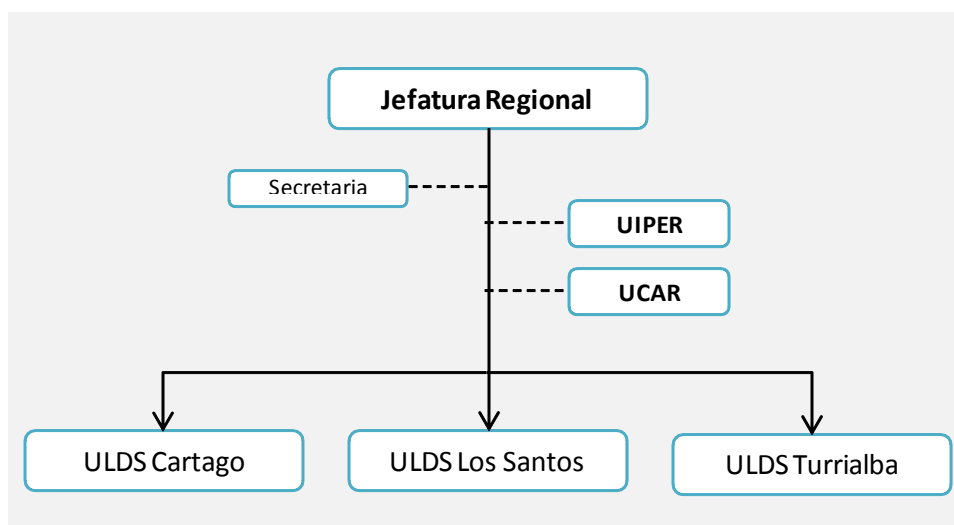 Jefatura Regional
Secretaria
UIPER
UCAR
ULDS Cartago
ULDS Los Santos
ULDS Turrialba